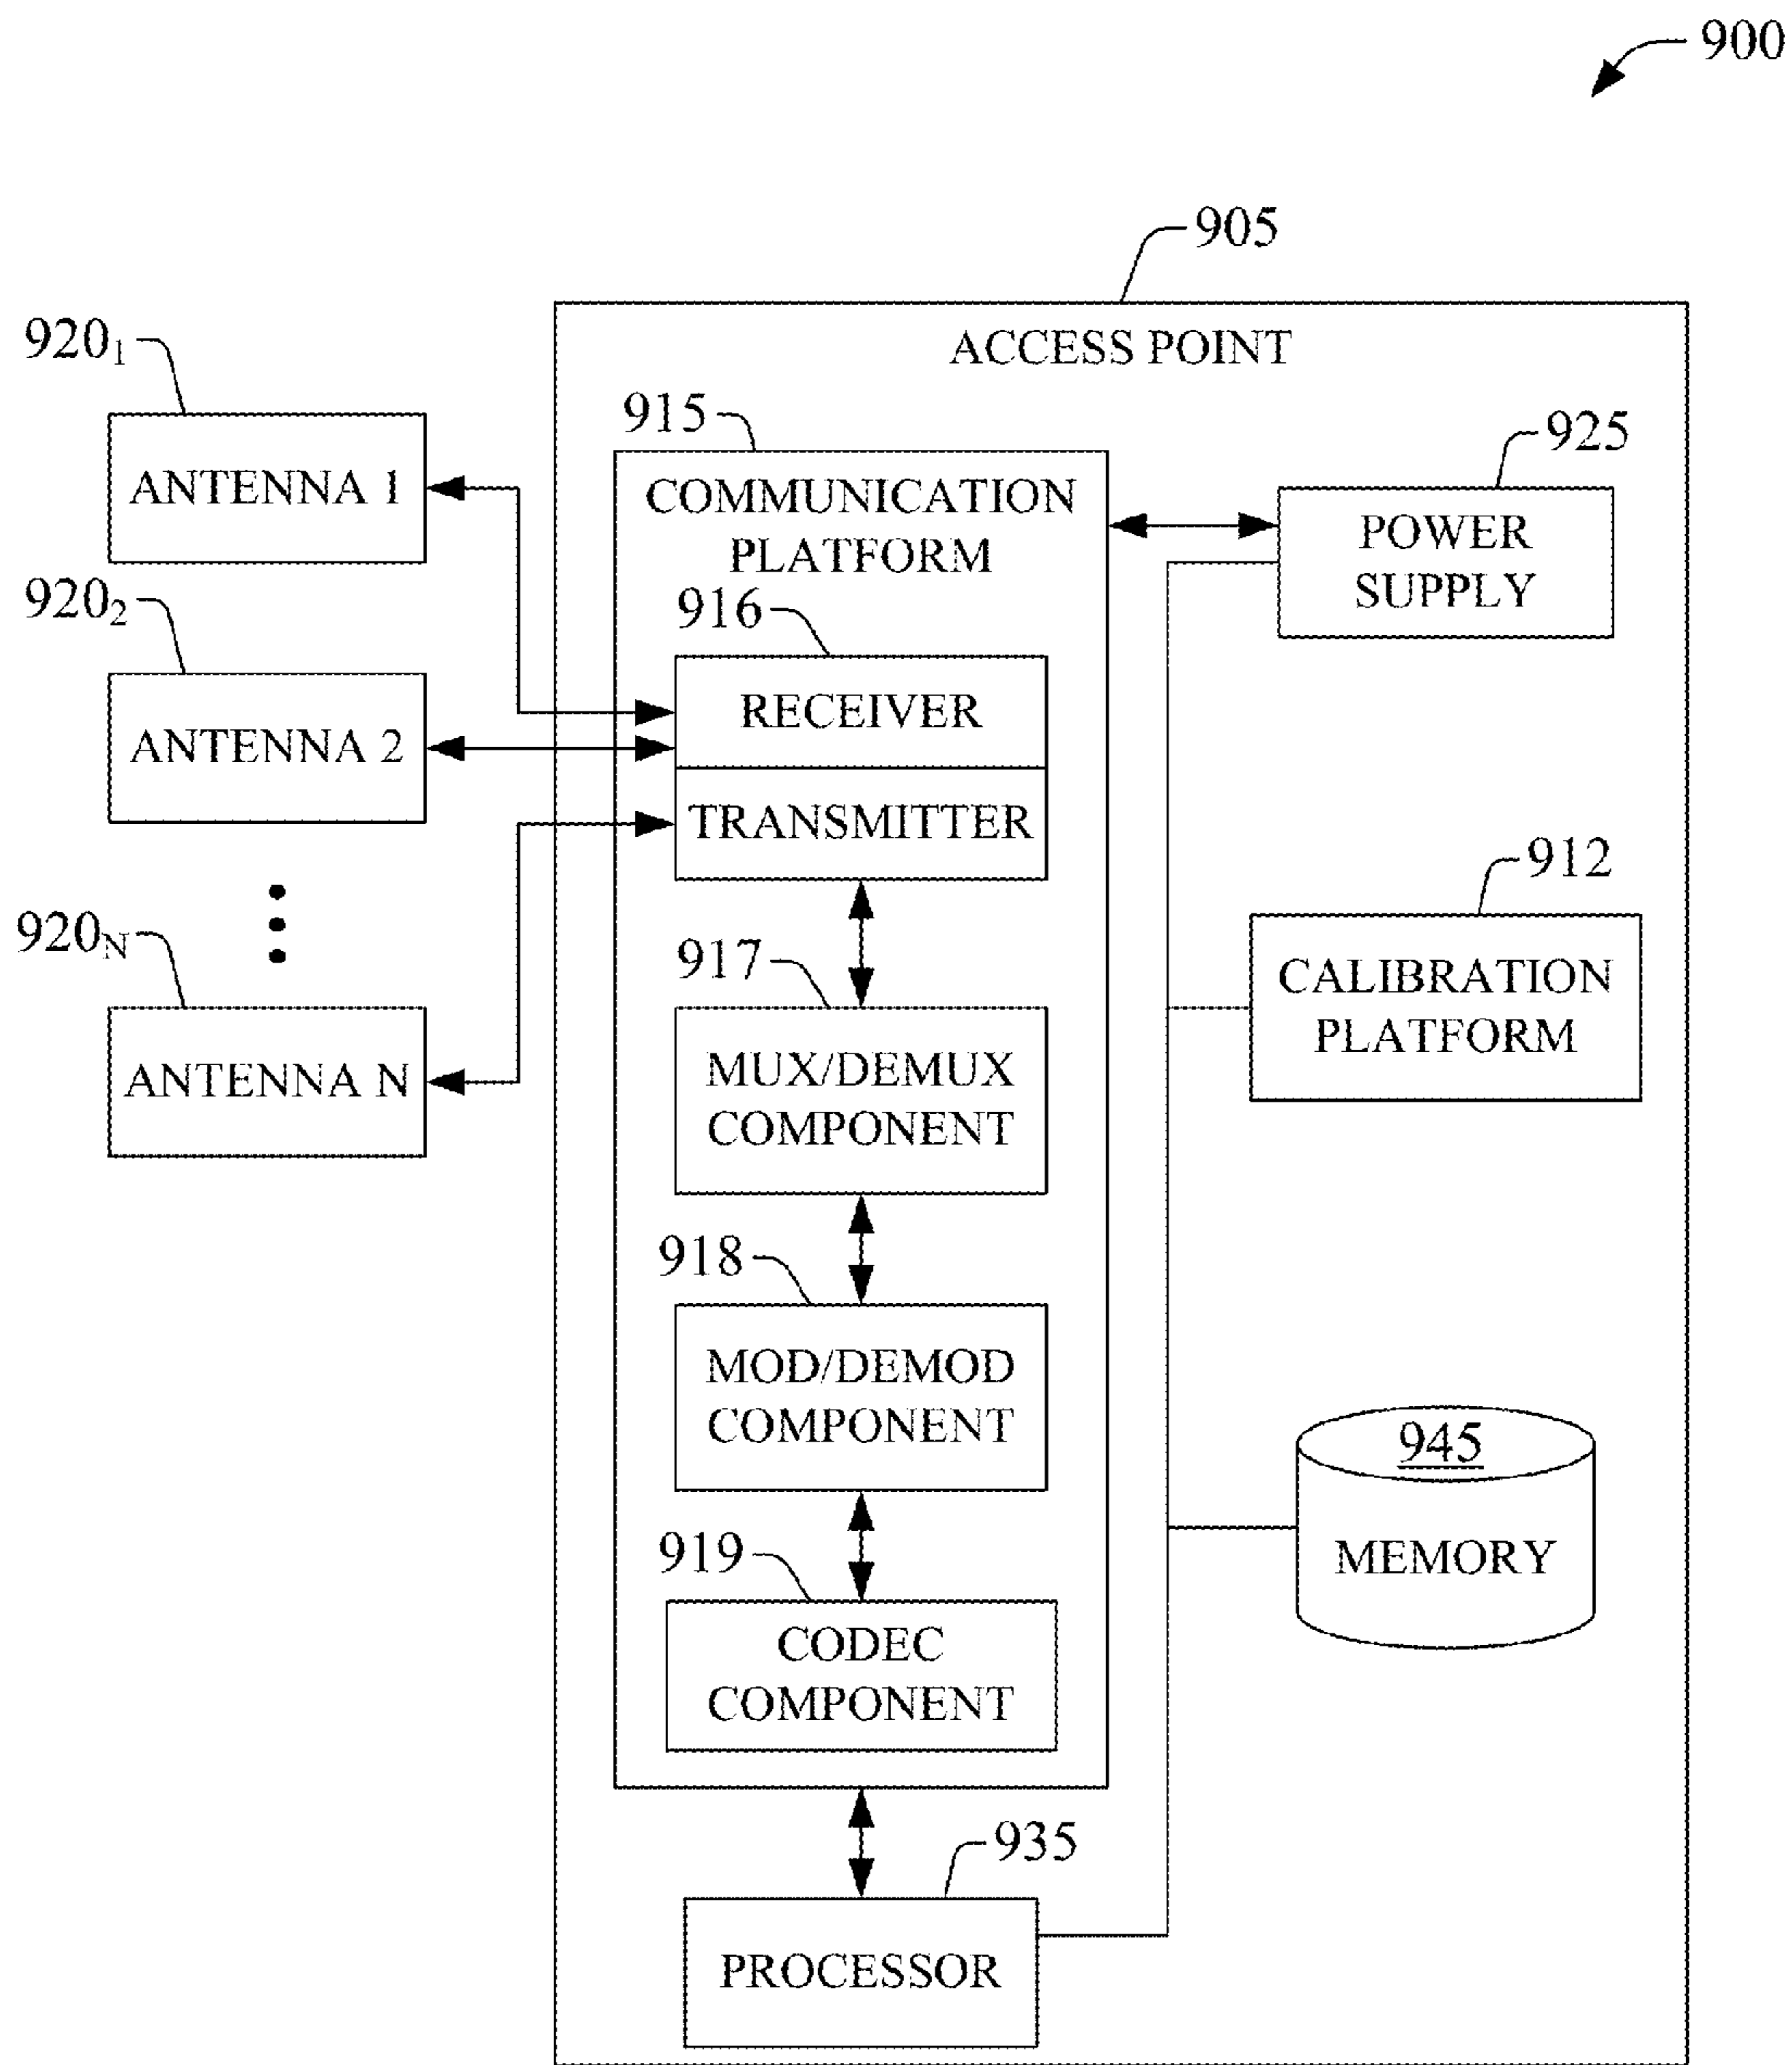 900
905
ACCESS POINT
920₁
ANTENNA 1
915
COMMUNICATION
PLATFORM
925
POWER
SUPPLY
920₂
ANTENNA 2
916
RECEIVER
TRANSMITTER
912
CALIBRATION
PLATFORM
920N
ANTENNA N
917
MUX/DEMUX
COMPONENT
918
MOD/DEMOD
COMPONENT
945
MEMORY
919
CODEC
COMPONENT
935
PROCESSOR